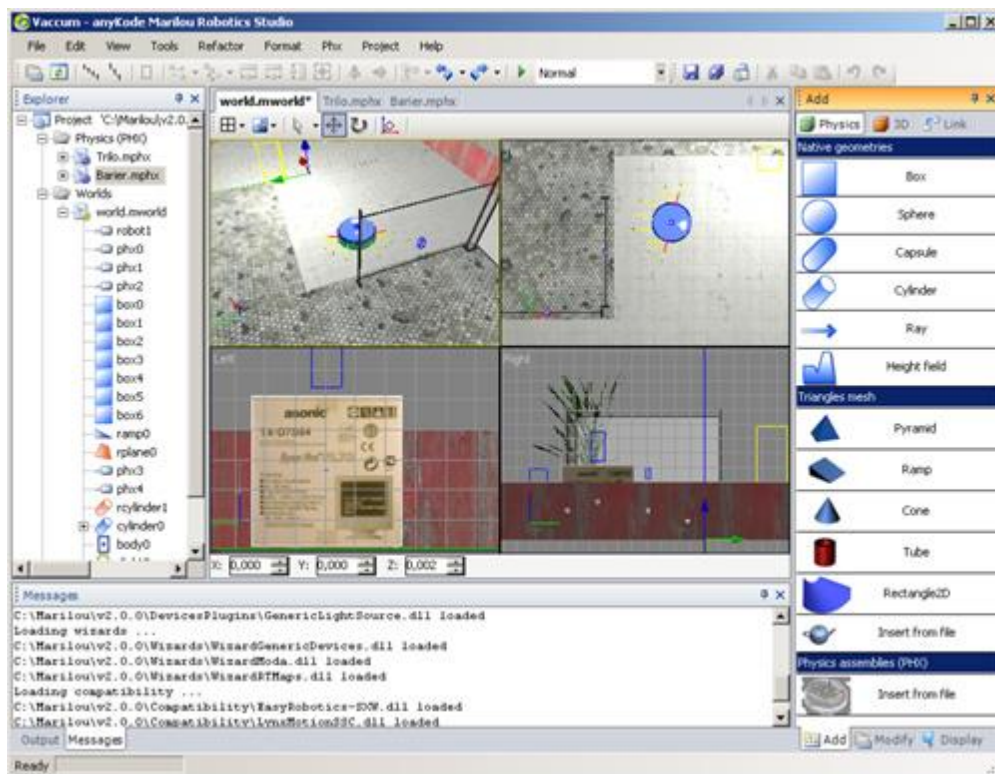 Vaccum - anyKode Marilou Robotics Studio
File Edit View Tools Refactor Format Phx Project Help
Normal
Explorer
Project 'C:\Marilou\v2.0.
Physics (PHX)
Trilo.mphx
Barier.mphx
Worlds
world.mworld
robot1
phx0
phx1
phx2
box0
box1
box2
box3
box4
box5
box6
ramp0
rplane0
phx3
phx4
rcylinder1
cylinder0
body0
world.mworld* Trilo.mphx Barier.mphx
Left
asonic
Right
X: 0,000 Y: 0,000 Z: 0,002
Add
Physics 3D Link
Native geometries
Box
Sphere
Capsule
Cylinder
Ray
Height field
Triangles mesh
Pyramid
Ramp
Cone
Tube
Rectangle2D
Insert from file
Physics assemblies (PHX)
Insert from file
Add Modify Display
Messages
C:\Marilou\v2.0.0\DevicesPlugins\GenericLightSource.dll loaded
Loading wizards ...
C:\Marilou\v2.0.0\Wizards\WizardGenericDevices.dll loaded
C:\Marilou\v2.0.0\Wizards\WizardModa.dll loaded
C:\Marilou\v2.0.0\Wizards\WizardRTMaps.dll loaded
Loading compatibility ...
C:\Marilou\v2.0.0\Compatibility\EasyRobotics-SXW.dll loaded
C:\Marilou\v2.0.0\Compatibility\LynxMotionSSC.dll loaded
Output Messages
Ready